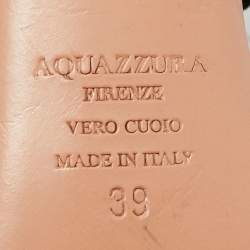 AQUAZZURA
FIRENZE
VERO CUOIO
MADE IN ITALY
39